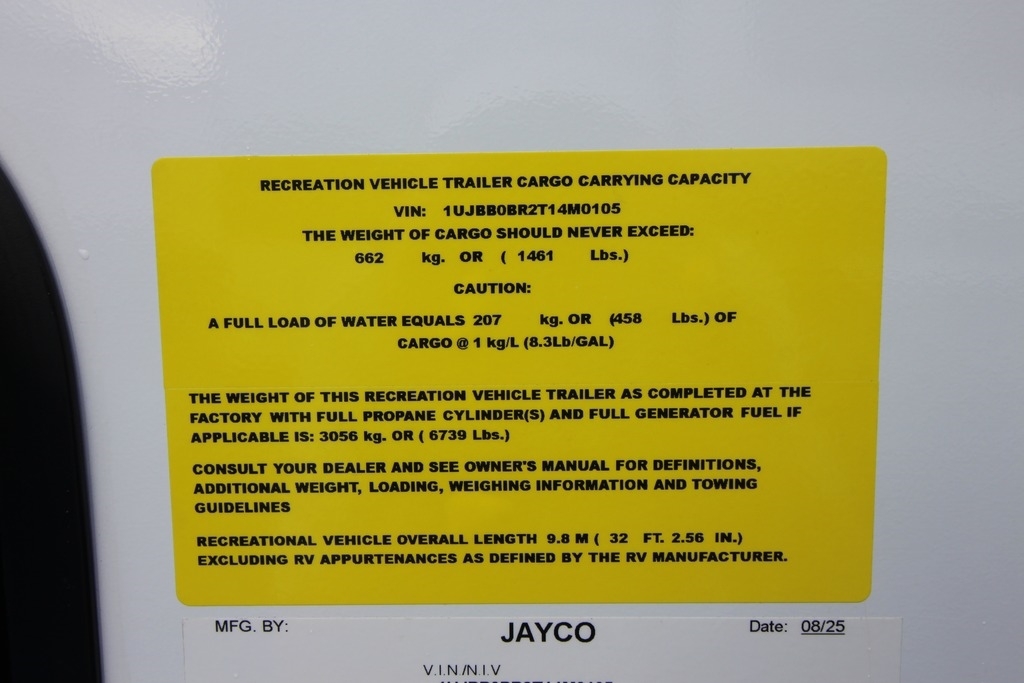 RECREATION VEHICLE TRAILER CARGO CARRYING CAPACITY
VIN: 1UJBB0BR2T14M0105
THE WEIGHT OF CARGO SHOULD NEVER EXCEED:
662 kg. OR ( 1461 Lbs.)
CAUTION:
A FULL LOAD OF WATER EQUALS 207 kg. OR (458 Lbs.) OF
CARGO @ 1 kg/L (8.3Lb/GAL)
THE WEIGHT OF THIS RECREATION VEHICLE TRAILER AS COMPLETED AT THE
FACTORY WITH FULL PROPANE CYLINDER(S) AND FULL GENERATOR FUEL IF
APPLICABLE IS: 3056 kg. OR ( 6739 Lbs.)
CONSULT YOUR DEALER AND SEE OWNER'S MANUAL FOR DEFINITIONS,
ADDITIONAL WEIGHT, LOADING, WEIGHING INFORMATION AND TOWING
GUIDELINES
RECREATIONAL VEHICLE OVERALL LENGTH 9.8 M ( 32 FT. 2.56 IN.)
EXCLUDING RV APPURTENANCES AS DEFINED BY THE RV MANUFACTURER.
MFG. BY: JAYCO Date: 08/25
V.I.N./N.I.V